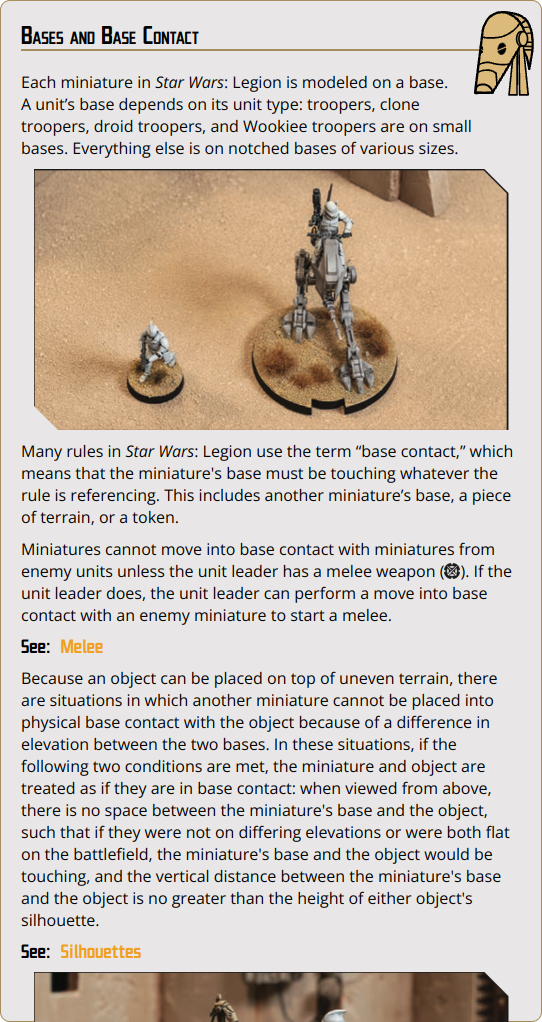 Bases and Base Contact
Each miniature in Star Wars: Legion is modeled on a base.
A unit’s base depends on its unit type: troopers, clone
troopers, droid troopers, and Wookiee troopers are on small
bases. Everything else is on notched bases of various sizes.
Many rules in Star Wars: Legion use the term “base contact,” which
means that the miniature's base must be touching whatever the
rule is referencing. This includes another miniature’s base, a piece
of terrain, or a token.
Miniatures cannot move into base contact with miniatures from
enemy units unless the unit leader has a melee weapon (). If the
unit leader does, the unit leader can perform a move into base
contact with an enemy miniature to start a melee.
See: Melee
Because an object can be placed on top of uneven terrain, there
are situations in which another miniature cannot be placed into
physical base contact with the object because of a difference in
elevation between the two bases. In these situations, if the
following two conditions are met, the miniature and object are
treated as if they are in base contact: when viewed from above,
there is no space between the miniature's base and the object,
such that if they were not on differing elevations or were both flat
on the battlefield, the miniature's base and the object would be
touching, and the vertical distance between the miniature's base
and the object is no greater than the height of either object's
silhouette.
See: Silhouettes